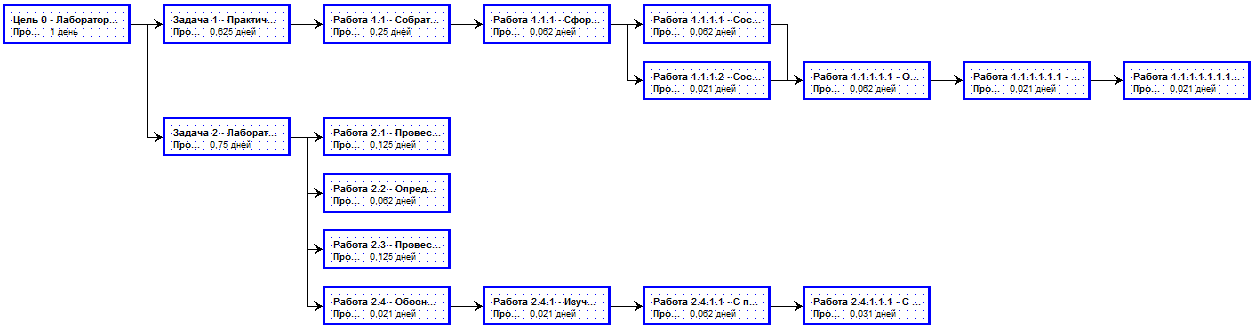 Цель 0 - Лаборатор...
Про... 1 день
Задача 1 - Практич...
Про... 0,625 дней
Работа 1.1 - Собрат...
Про... 0,25 дней
Работа 1.1.1 - Сфор...
Про... 0,062 дней
Работа 1.1.1.1 - Сос...
Про... 0,062 дней
Работа 1.1.1.2 - Сос...
Про... 0,021 дней
Работа 1.1.1.1.1 - О...
Про... 0,062 дней
Работа 1.1.1.1.1.1 - ...
Про... 0,021 дней
Работа 1.1.1.1.1.1.1...
Про... 0,021 дней
Задача 2 - Лаборат...
Про... 0,75 дней
Работа 2.1 - Провес...
Про... 0,125 дней
Работа 2.2 - Опред...
Про... 0,062 дней
Работа 2.3 - Провес...
Про... 0,125 дней
Работа 2.4 - Обосн...
Про... 0,021 дней
Работа 2.4.1 - Изуч...
Про... 0,021 дней
Работа 2.4.1.1 - С п...
Про... 0,062 дней
Работа 2.4.1.1.1 - С ...
Про... 0,031 дней